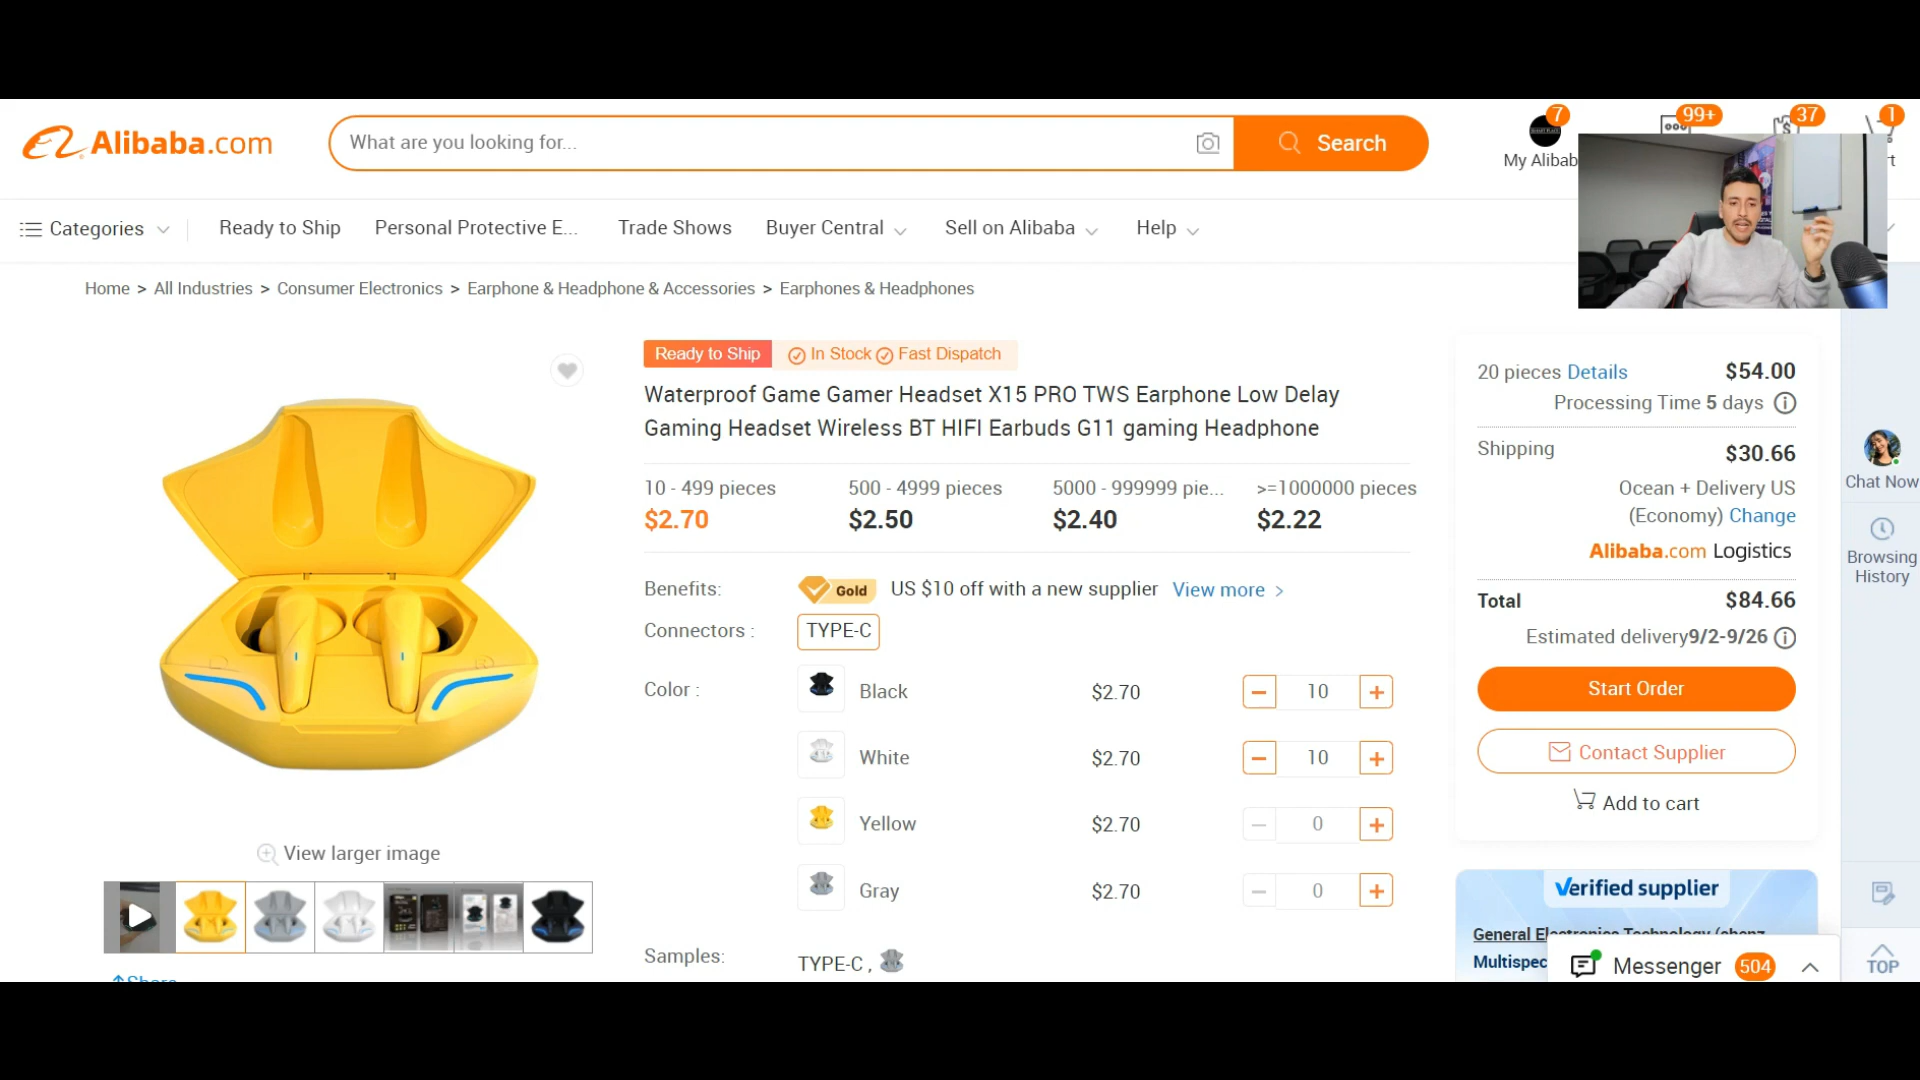 Alibaba.com
What are you looking for...
Search
7
99+
37
1
My Alibab
Categories
Ready to Ship
Personal Protective E...
Trade Shows
Buyer Central
Sell on Alibaba
Help
Home > All Industries > Consumer Electronics > Earphone & Headphone & Accessories > Earphones & Headphones
Ready to Ship
In Stock
Fast Dispatch
Waterproof Game Gamer Headset X15 PRO TWS Earphone Low Delay
Gaming Headset Wireless BT HIFI Earbuds G11 gaming Headphone
10 - 499 pieces
$2.70
500 - 4999 pieces
$2.50
5000 - 999999 pie...
$2.40
>=1000000 pieces
$2.22
Benefits:
Gold
US $10 off with a new supplier
View more >
Connectors :
TYPE-C
Color :
Black
$2.70
− 10 +
White
$2.70
− 10 +
Yellow
$2.70
− 0 +
Gray
$2.70
− 0 +
Samples:
TYPE-C ,
View larger image
Share
20 pieces Details
$54.00
Processing Time 5 days
Shipping
$30.66
Ocean + Delivery US
(Economy) Change
Alibaba.com Logistics
Total
$84.66
Estimated delivery9/2-9/26
Start Order
Contact Supplier
Add to cart
Verified supplier
General Electronics Technology
Multispec
Messenger
504
Chat Now
Browsing
History
TOP